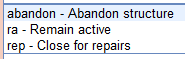 abandon - Abandon structure
ra - Remain active
rep - Close for repairs